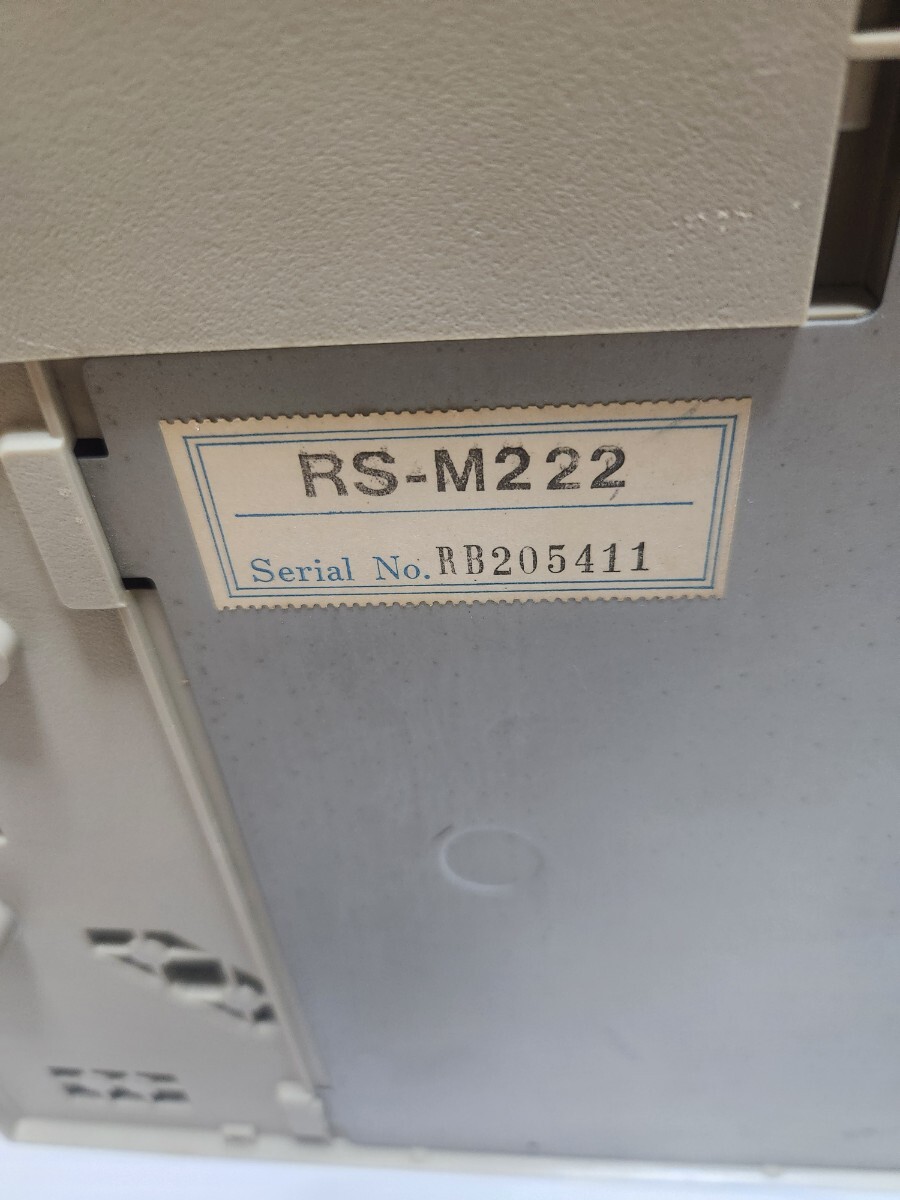 RS-M222
Serial No. RB205411